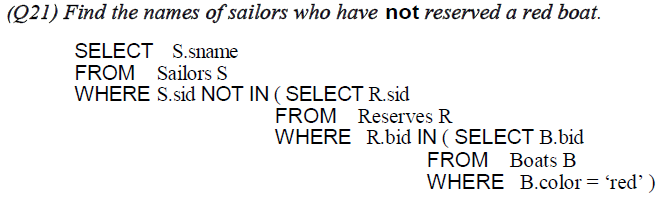 (Q21) Find the names of sailors who have not reserved a red boat.
SELECT S.sname
FROM Sailors S
WHERE S.sid NOT IN ( SELECT R.sid
FROM Reserves R
WHERE R.bid IN ( SELECT B.bid
FROM Boats B
WHERE B.color = ‘red’ )